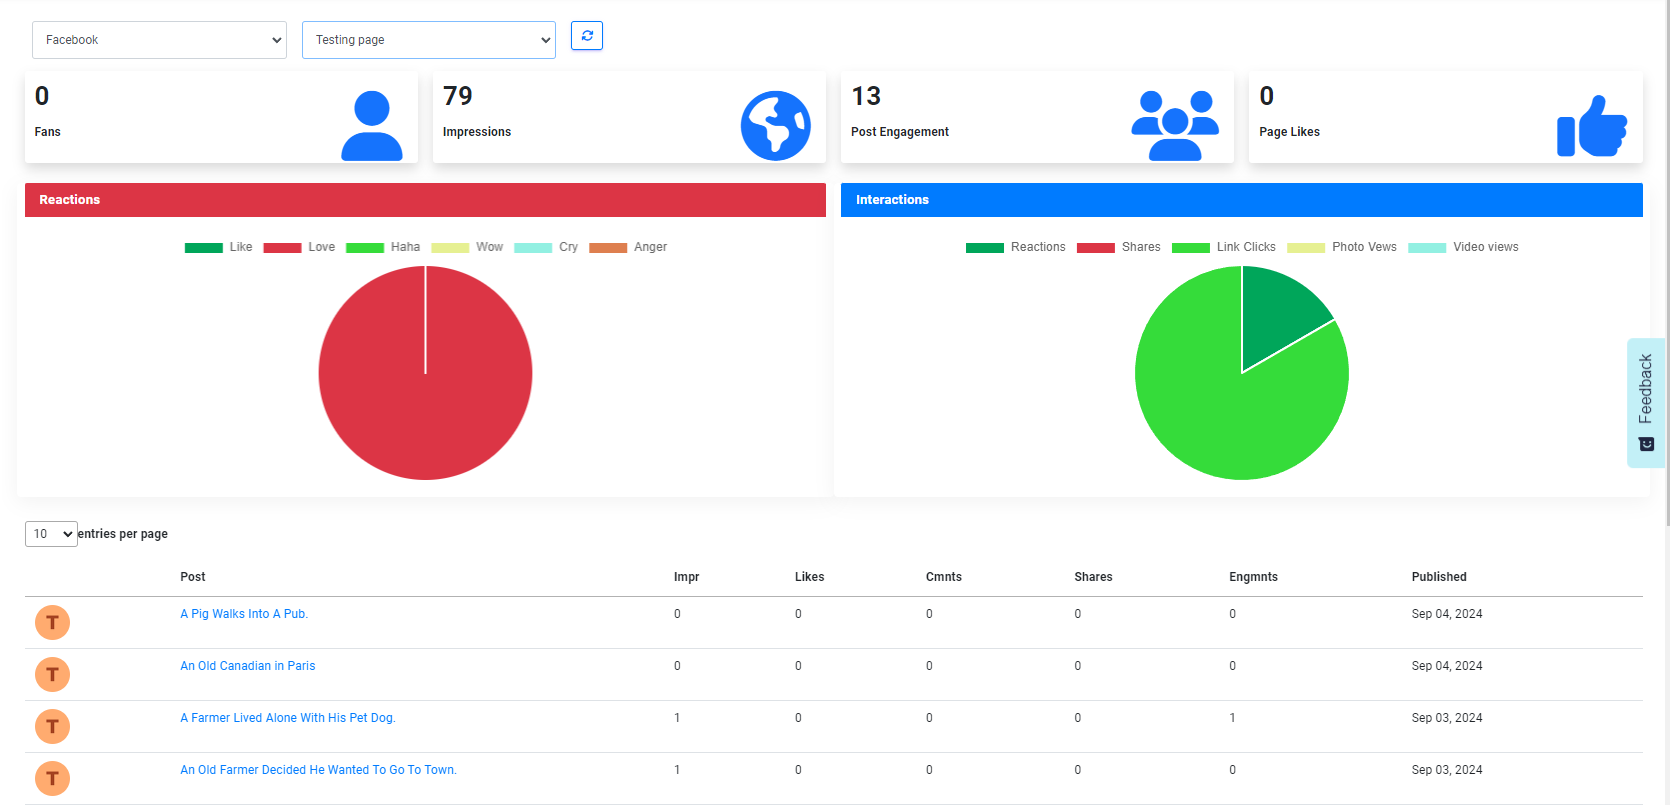 Facebook Testing page
0 79 13 0
Fans Impressions Post Engagement Page Likes
Reactions Interactions
Like Love Haha Wow Cry Anger
Reactions Shares Link Clicks Photo Vews Video views
Feedback
10 entries per page
Post Impr Likes Cmnts Shares Engmnts Published
T A Pig Walks Into A Pub. 0 0 0 0 0 Sep 04, 2024
T An Old Canadian in Paris 0 0 0 0 0 Sep 04, 2024
T A Farmer Lived Alone With His Pet Dog. 1 0 0 0 1 Sep 03, 2024
T An Old Farmer Decided He Wanted To Go To Town. 1 0 0 0 0 Sep 03, 2024